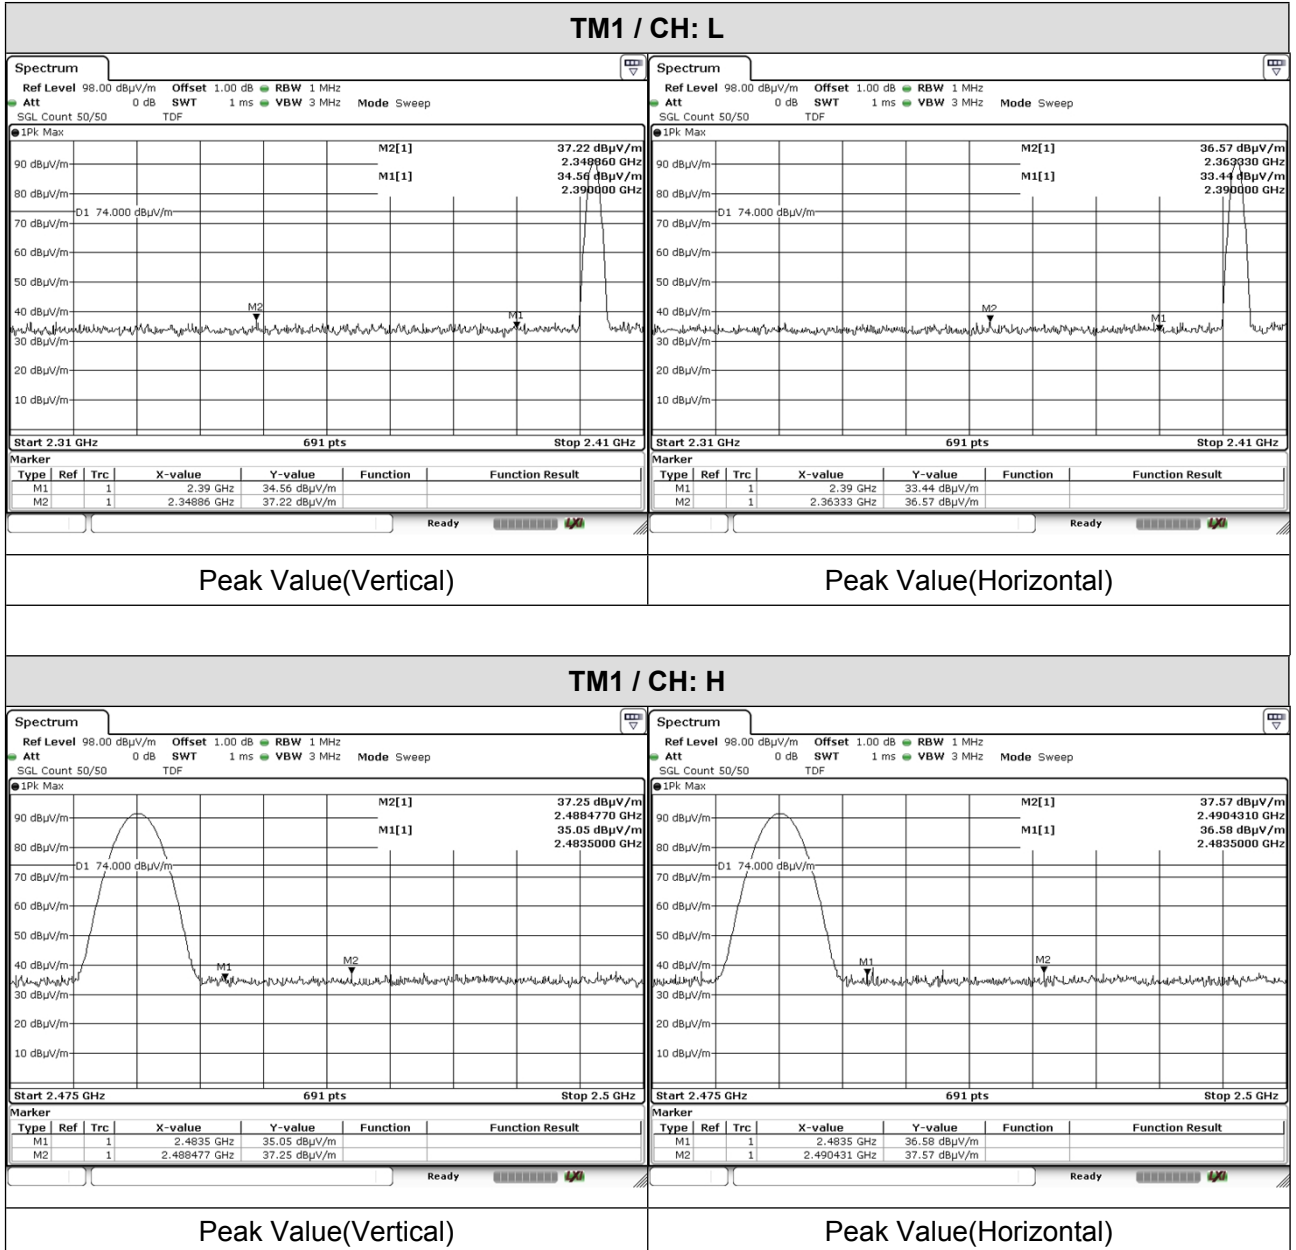 TM1 / CH: L
Spectrum
Ref Level 98.00 dBµV/m Offset 1.00 dB RBW 1 MHz
Att 0 dB SWT 1 ms VBW 3 MHz Mode Sweep
SGL Count 50/50 TDF
1Pk Max
M2[1] 37.22 dBµV/m
2.348860 GHz
M1[1] 34.56 dBµV/m
2.390000 GHz
90 dBµV/m
80 dBµV/m
D1 74.000 dBµV/m
70 dBµV/m
60 dBµV/m
50 dBµV/m
40 dBµV/m
M2
M1
30 dBµV/m
20 dBµV/m
10 dBµV/m
Start 2.31 GHz 691 pts Stop 2.41 GHz
Marker
Type Ref Trc X-value Y-value Function Function Result
M1 1 2.39 GHz 34.56 dBµV/m
M2 1 2.34886 GHz 37.22 dBµV/m
Ready LXI
Peak Value(Vertical)
Spectrum
Ref Level 98.00 dBµV/m Offset 1.00 dB RBW 1 MHz
Att 0 dB SWT 1 ms VBW 3 MHz Mode Sweep
SGL Count 50/50 TDF
1Pk Max
M2[1] 36.57 dBµV/m
2.363330 GHz
M1[1] 33.44 dBµV/m
2.390000 GHz
90 dBµV/m
80 dBµV/m
D1 74.000 dBµV/m
70 dBµV/m
60 dBµV/m
50 dBµV/m
40 dBµV/m
M2
M1
30 dBµV/m
20 dBµV/m
10 dBµV/m
Start 2.31 GHz 691 pts Stop 2.41 GHz
Marker
Type Ref Trc X-value Y-value Function Function Result
M1 1 2.39 GHz 33.44 dBµV/m
M2 1 2.36333 GHz 36.57 dBµV/m
Ready LXI
Peak Value(Horizontal)
TM1 / CH: H
Spectrum
Ref Level 98.00 dBµV/m Offset 1.00 dB RBW 1 MHz
Att 0 dB SWT 1 ms VBW 3 MHz Mode Sweep
SGL Count 50/50 TDF
1Pk Max
M2[1] 37.25 dBµV/m
2.4884770 GHz
M1[1] 35.05 dBµV/m
2.4835000 GHz
90 dBµV/m
80 dBµV/m
D1 74.000 dBµV/m
70 dBµV/m
60 dBµV/m
50 dBµV/m
40 dBµV/m
M1
M2
30 dBµV/m
20 dBµV/m
10 dBµV/m
Start 2.475 GHz 691 pts Stop 2.5 GHz
Marker
Type Ref Trc X-value Y-value Function Function Result
M1 1 2.4835 GHz 35.05 dBµV/m
M2 1 2.488477 GHz 37.25 dBµV/m
Ready LXI
Peak Value(Vertical)
Spectrum
Ref Level 98.00 dBµV/m Offset 1.00 dB RBW 1 MHz
Att 0 dB SWT 1 ms VBW 3 MHz Mode Sweep
SGL Count 50/50 TDF
1Pk Max
M2[1] 37.57 dBµV/m
2.4904310 GHz
M1[1] 36.58 dBµV/m
2.4835000 GHz
90 dBµV/m
80 dBµV/m
D1 74.000 dBµV/m
70 dBµV/m
60 dBµV/m
50 dBµV/m
40 dBµV/m
M1
M2
30 dBµV/m
20 dBµV/m
10 dBµV/m
Start 2.475 GHz 691 pts Stop 2.5 GHz
Marker
Type Ref Trc X-value Y-value Function Function Result
M1 1 2.4835 GHz 36.58 dBµV/m
M2 1 2.490431 GHz 37.57 dBµV/m
Ready LXI
Peak Value(Horizontal)